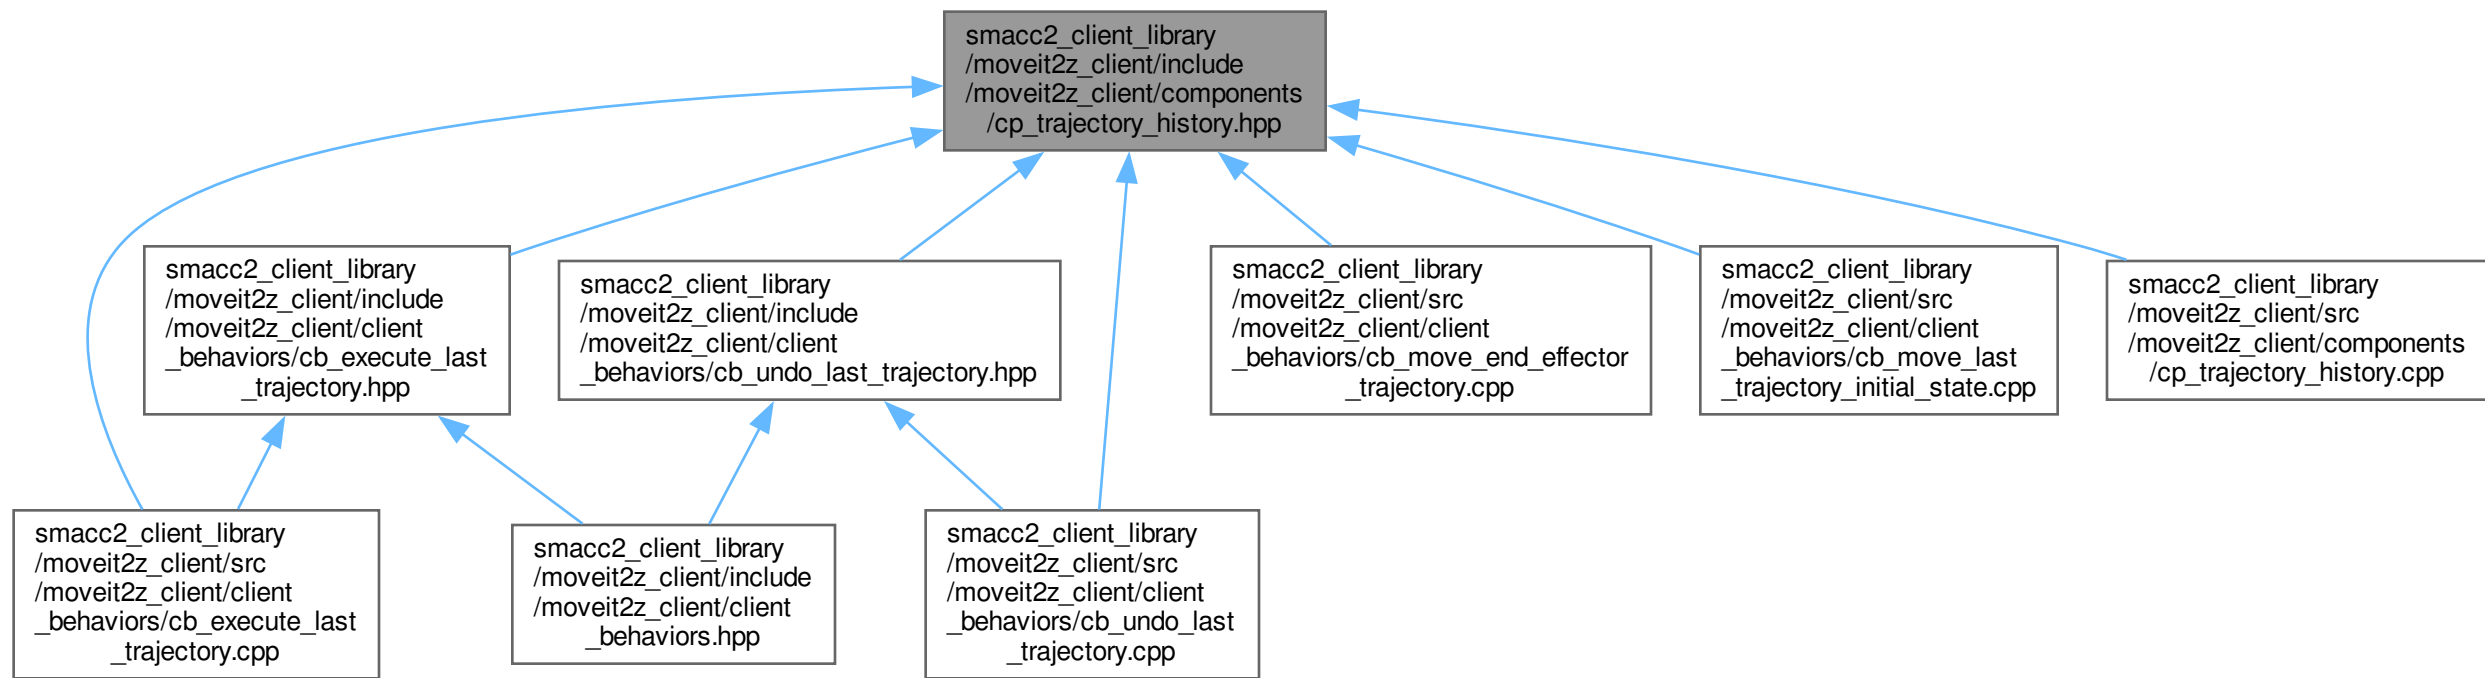 smacc2_client_library
/moveit2z_client/include
/moveit2z_client/components
/cp_trajectory_history.hpp
smacc2_client_library
/moveit2z_client/include
/moveit2z_client/client
_behaviors/cb_execute_last
_trajectory.hpp
smacc2_client_library
/moveit2z_client/include
/moveit2z_client/client
_behaviors/cb_undo_last_trajectory.hpp
smacc2_client_library
/moveit2z_client/src
/moveit2z_client/client
_behaviors/cb_move_end_effector
_trajectory.cpp
smacc2_client_library
/moveit2z_client/src
/moveit2z_client/client
_behaviors/cb_move_last
_trajectory_initial_state.cpp
smacc2_client_library
/moveit2z_client/src
/moveit2z_client/components
/cp_trajectory_history.cpp
smacc2_client_library
/moveit2z_client/src
/moveit2z_client/client
_behaviors/cb_execute_last
_trajectory.cpp
smacc2_client_library
/moveit2z_client/include
/moveit2z_client/client
_behaviors.hpp
smacc2_client_library
/moveit2z_client/src
/moveit2z_client/client
_behaviors/cb_undo_last
_trajectory.cpp